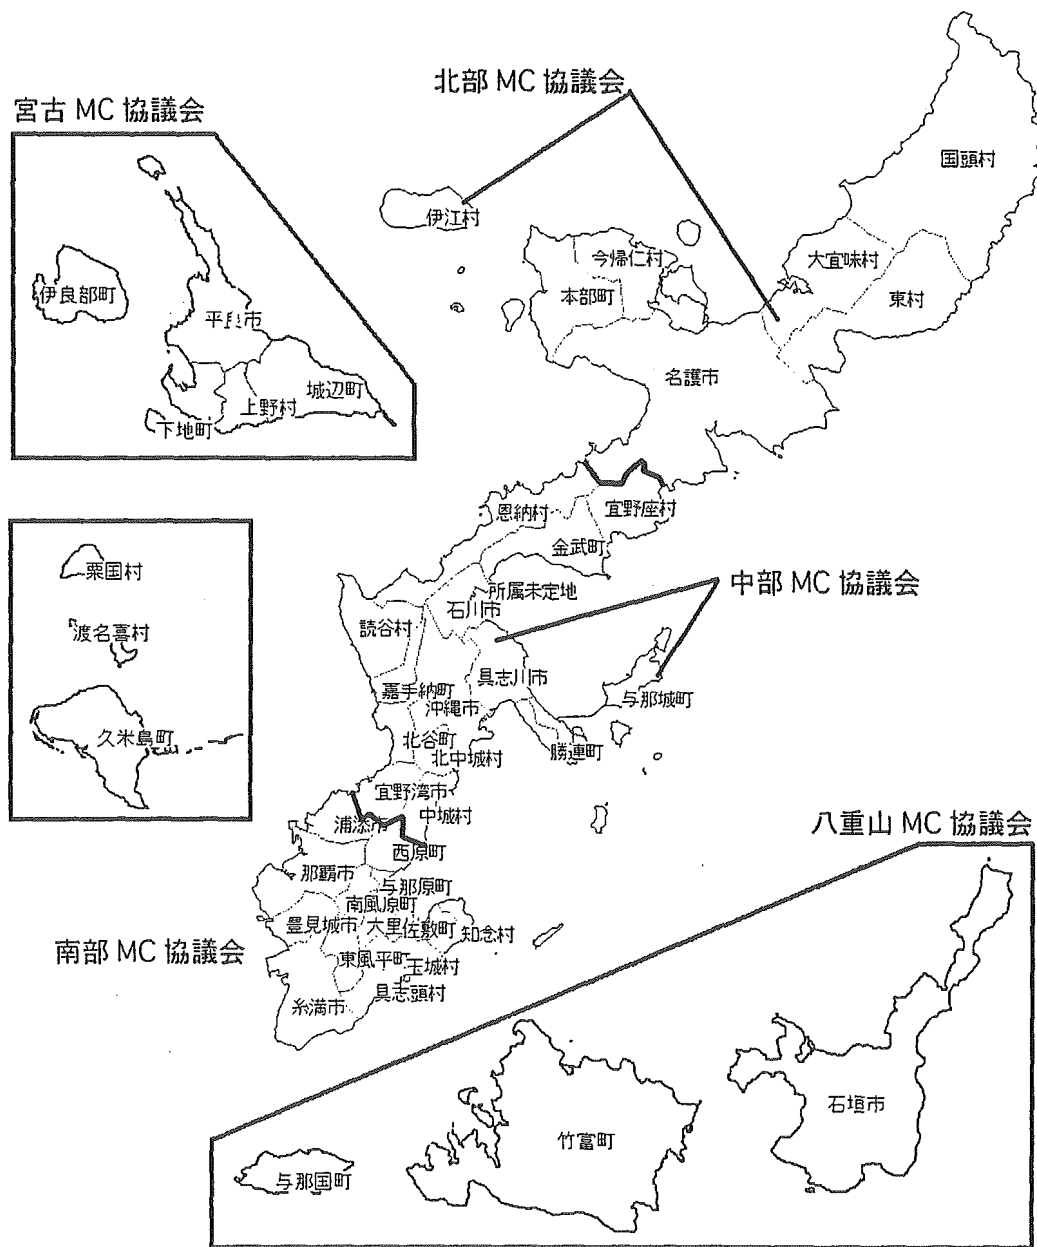 北部 MC 協議会
宮古 MC 協議会
国頭村
伊江村
今帰仁村
大宜味村
本部町
東村
伊良部町
平良市
名護市
城辺町
上野村
下地町
恩納村
宜野座村
金武町
粟国村
所属未定地
中部 MC 協議会
石川市
読谷村
渡名喜村
具志川市
嘉手納町
与那城町
沖縄市
久米島町
北谷町
勝連町
北中城村
宜野湾市
中城村
浦添市
八重山 MC 協議会
西原町
那覇市
与那原町
南風原町
豊見城市
大里
佐敷町
知念村
南部 MC 協議会
東風平町
玉城村
具志頭村
糸満市
石垣市
竹富町
与那国町